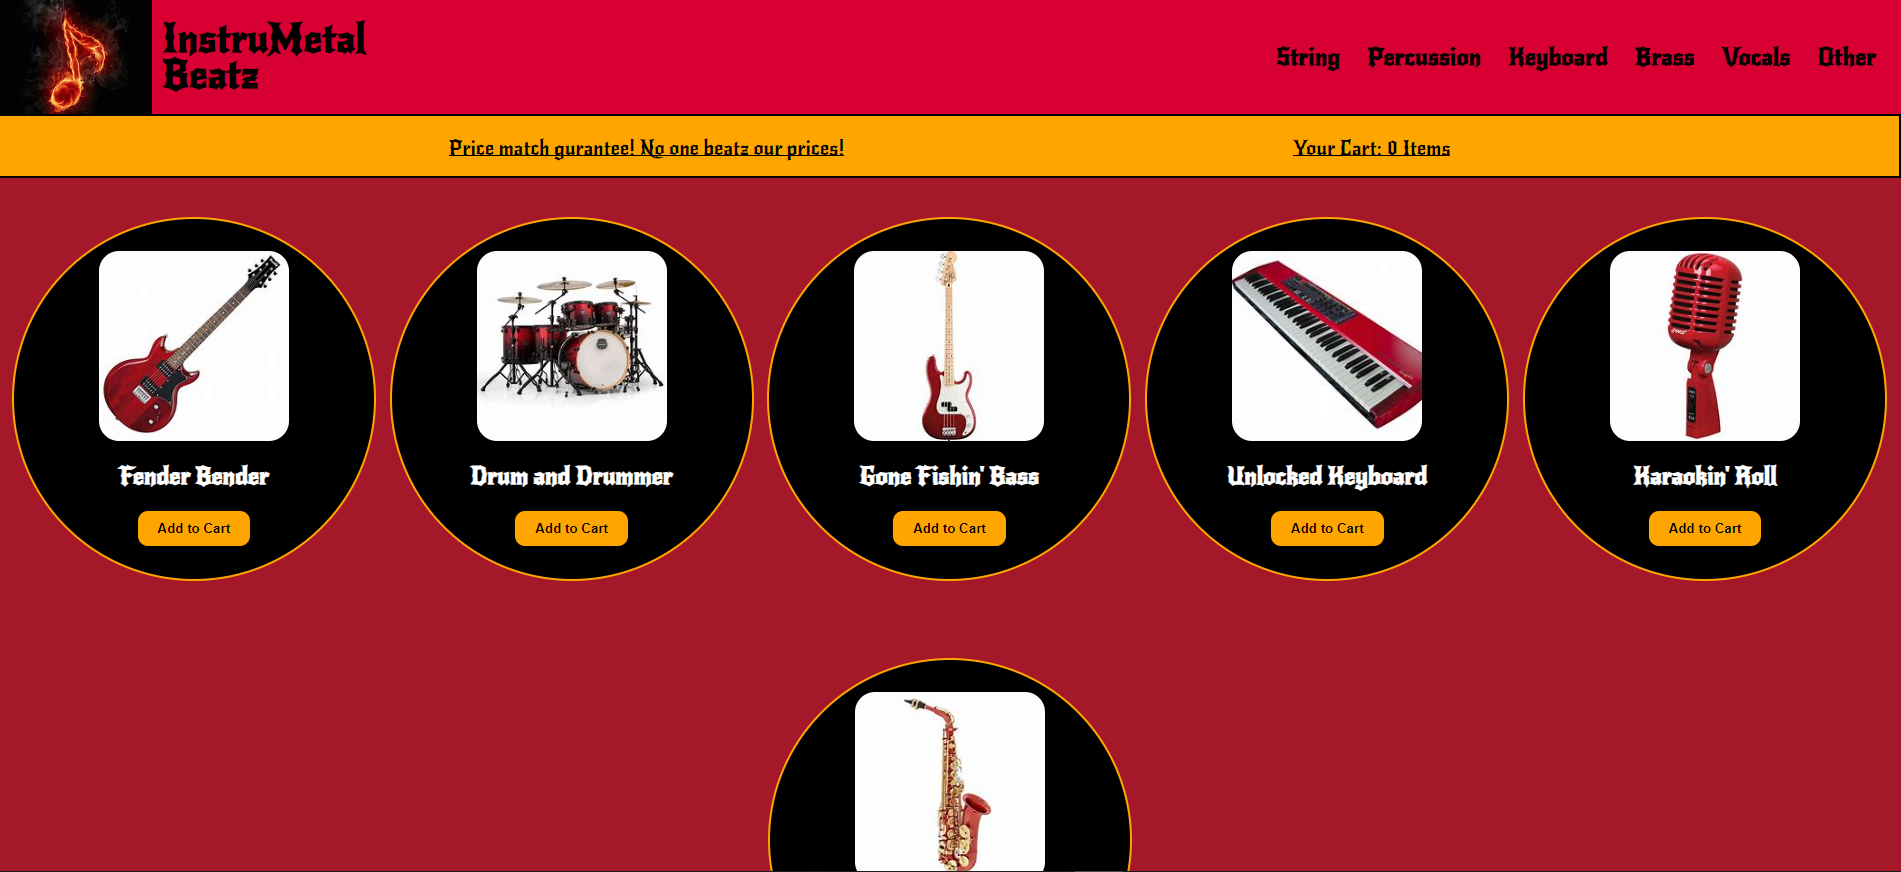 InstruMetal
Beatz
String Percussion Keyboard Brass Vocals Other
Price match gurantee! No one beatz our prices! Your Cart: 0 Items
Fender Bender Drum and Drummer Gone Fishin' Bass Unlocked Keyboard Karaokin' Roll
Add to Cart Add to Cart Add to Cart Add to Cart Add to Cart